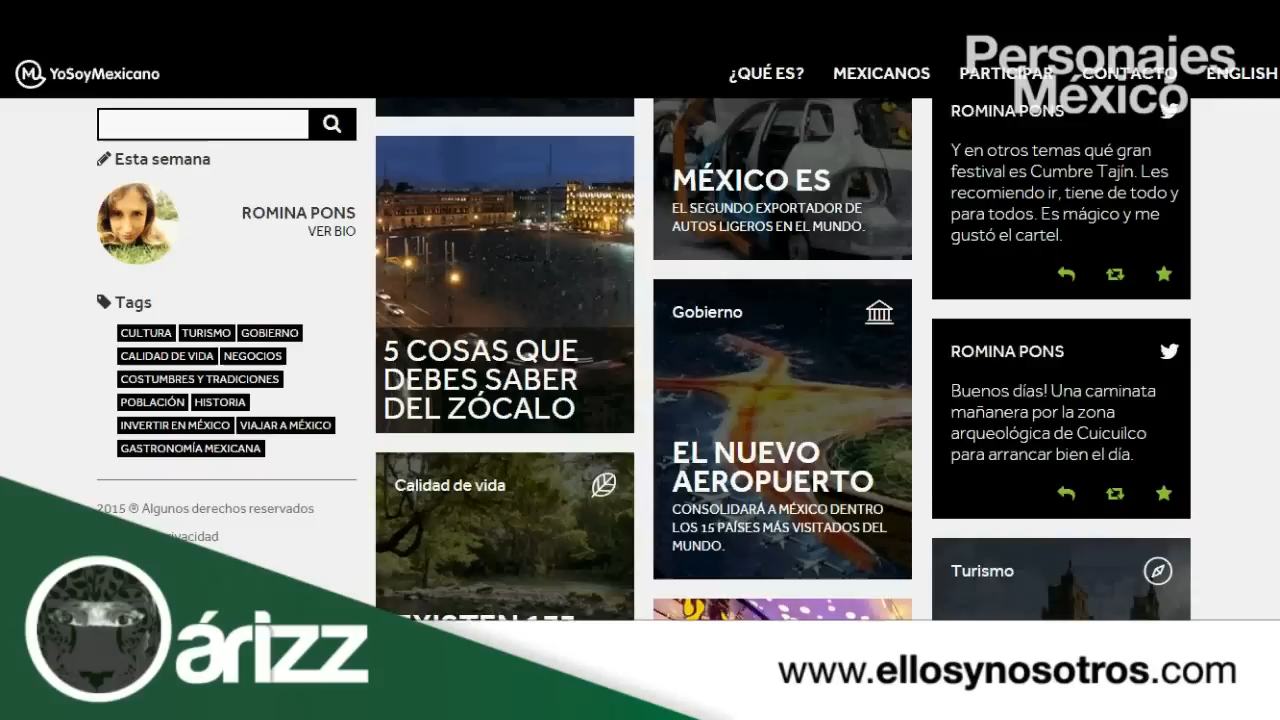 Personajes
México
YoSoyMexicano
¿QUÉ ES?
MEXICANOS
PARTICIPAR
CONTACTO
ENGLISH
Esta semana
ROMINA PONS
VER BIO
Tags
CULTURA
TURISMO
GOBIERNO
CALIDAD DE VIDA
NEGOCIOS
COSTUMBRES Y TRADICIONES
POBLACIÓN
HISTORIA
INVERTIR EN MÉXICO
VIAJAR A MÉXICO
GASTRONOMÍA MEXICANA
2015 ® Algunos derechos reservados
5 COSAS QUE
DEBES SABER
DEL ZÓCALO
Calidad de vida
MÉXICO ES
EL SEGUNDO EXPORTADOR DE
AUTOS LIGEROS EN EL MUNDO.
Gobierno
EL NUEVO
AEROPUERTO
CONSOLIDARÁ A MÉXICO DENTRO
LOS 15 PAÍSES MÁS VISITADOS DEL
MUNDO.
ROMINA PONS
Y en otros temas qué gran
festival es Cumbre Tajín. Les
recomiendo ir, tiene de todo y
para todos. Es mágico y me
gustó el cartel.
ROMINA PONS
Buenos días! Una caminata
mañanera por la zona
arqueológica de Cuicuilco
para arrancar bien el día.
Turismo
árizz
www.ellosynosotros.com